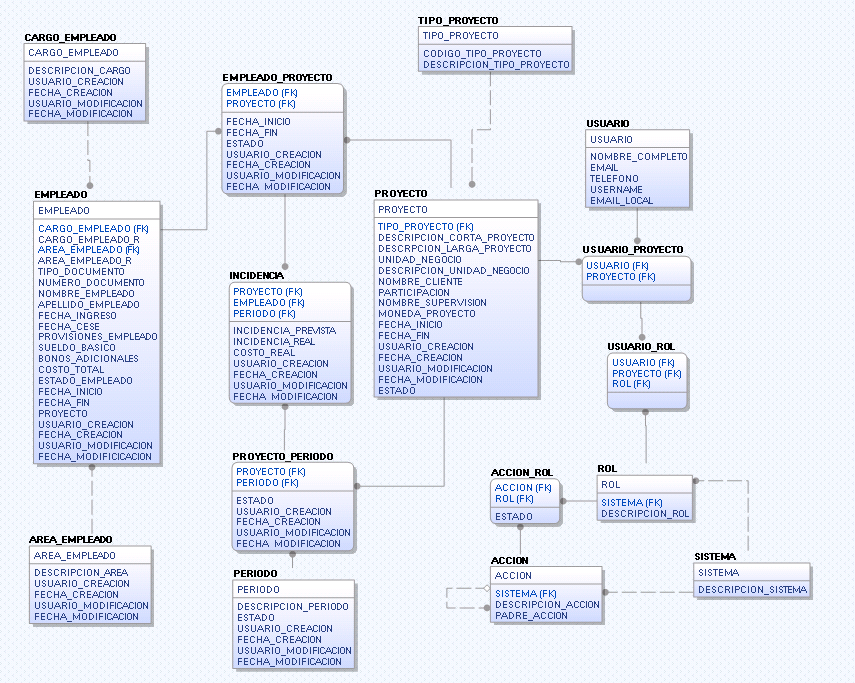 CARGO_EMPLEADO
CARGO_EMPLEADO
DESCRIPCION_CARGO
USUARIO_CREACION
FECHA_CREACION
USUARIO_MODIFICACION
FECHA_MODIFICACION
TIPO_PROYECTO
TIPO_PROYECTO
CODIGO_TIPO_PROYECTO
DESCRIPCION_TIPO_PROYECTO
EMPLEADO_PROYECTO
EMPLEADO (FK)
PROYECTO (FK)
FECHA_INICIO
FECHA_FIN
ESTADO
USUARIO_CREACION
FECHA_CREACION
USUARIO_MODIFICACION
FECHA_MODIFICACION
USUARIO
USUARIO
NOMBRE_COMPLETO
EMAIL
TELEFONO
USERNAME
EMAIL_LOCAL
EMPLEADO
EMPLEADO
CARGO_EMPLEADO (FK)
CARGO_EMPLEADO_R
AREA_EMPLEADO (FK)
AREA_EMPLEADO_R
TIPO_DOCUMENTO
NUMERO_DOCUMENTO
NOMBRE_EMPLEADO
APELLIDO_EMPLEADO
FECHA_INGRESO
FECHA_CESE
PROVISIONES_EMPLEADO
SUELDO_BASICO
BONOS_ADICIONALES
COSTO_TOTAL
ESTADO_EMPLEADO
FECHA_INICIO
FECHA_FIN
PROYECTO
USUARIO_CREACION
FECHA_CREACION
USUARIO_MODIFICACION
FECHA_MODIFICICACION
PROYECTO
PROYECTO
TIPO_PROYECTO (FK)
DESCRIPCION_CORTA_PROYECTO
DESCRPCION_LARGA_PROYECTO
UNIDAD_NEGOCIO
DESCRIPCION_UNIDAD_NEGOCIO
NOMBRE_CLIENTE
PARTICIPACION
NOMBRE_SUPERVISION
MONEDA_PROYECTO
FECHA_INICIO
FECHA_FIN
USUARIO_CREACION
FECHA_CREACION
USUARIO_MODIFICACION
FECHA_MODIFICACION
ESTADO
USUARIO_PROYECTO
USUARIO (FK)
PROYECTO (FK)
INCIDENCIA
PROYECTO (FK)
EMPLEADO (FK)
PERIODO (FK)
INCIDENCIA_PREVISTA
INCIDENCIA_REAL
COSTO_REAL
USUARIO_CREACION
FECHA_CREACION
USUARIO_MODIFICACION
FECHA_MODIFICACION
USUARIO_ROL
USUARIO (FK)
PROYECTO (FK)
ROL (FK)
PROYECTO_PERIODO
PROYECTO (FK)
PERIODO (FK)
ESTADO
USUARIO_CREACION
FECHA_CREACION
USUARIO_MODIFICACION
FECHA_MODIFICACION
ACCION_ROL
ACCION (FK)
ROL (FK)
ESTADO
ROL
ROL
SISTEMA (FK)
DESCRIPCION_ROL
AREA_EMPLEADO
AREA_EMPLEADO
DESCRIPCION_AREA
USUARIO_CREACION
FECHA_CREACION
USUARIO_MODIFICACION
FECHA_MODIFICACION
PERIODO
PERIODO
DESCRIPCION_PERIODO
ESTADO
USUARIO_CREACION
FECHA_CREACION
USUARIO_MODIFICACION
FECHA_MODIFICACION
ACCION
ACCION
SISTEMA (FK)
DESCRIPCION_ACCION
PADRE_ACCION
SISTEMA
SISTEMA
DESCRIPCION_SISTEMA